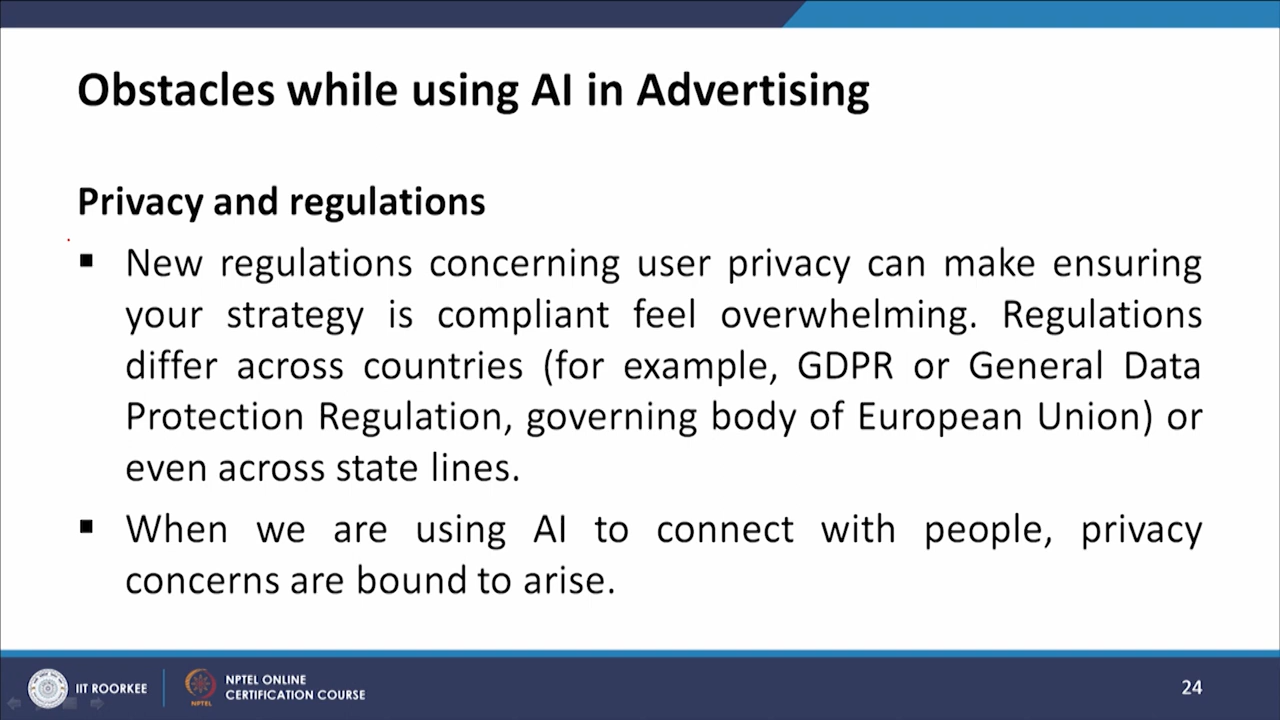 Obstacles while using AI in Advertising
Privacy and regulations
▪ New regulations concerning user privacy can make ensuring
your strategy is compliant feel overwhelming. Regulations
differ across countries (for example, GDPR or General Data
Protection Regulation, governing body of European Union) or
even across state lines.
▪ When we are using AI to connect with people, privacy
concerns are bound to arise.
IIT ROORKEE
NPTEL
NPTEL ONLINE
CERTIFICATION COURSE
24